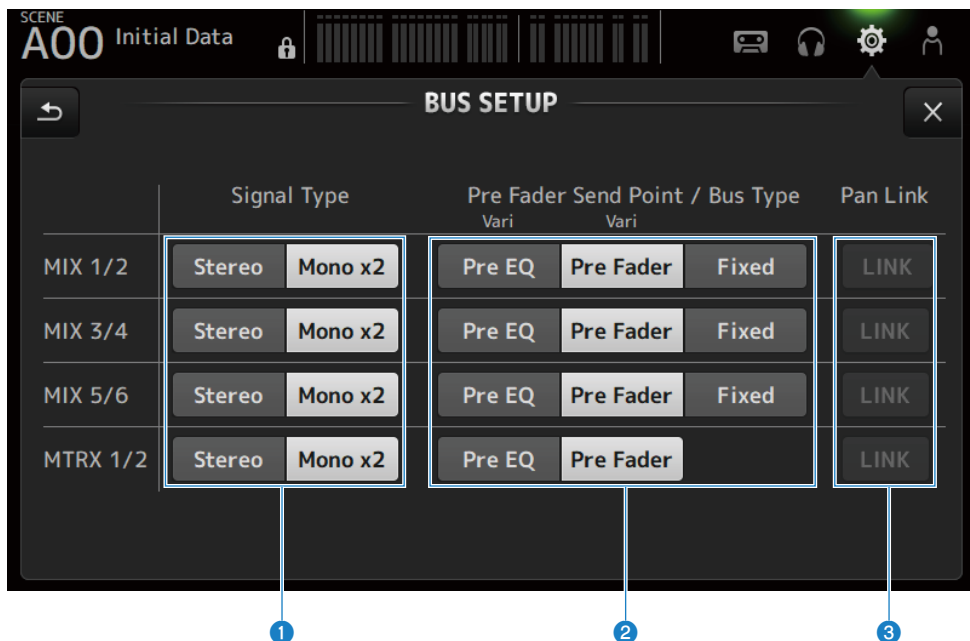 SCENE
A00 Initial Data
BUS SETUP
Signal Type Pre Fader Send Point / Bus Type Pan Link
Vari Vari
MIX 1/2 Stereo Mono x2 Pre EQ Pre Fader Fixed LINK
MIX 3/4 Stereo Mono x2 Pre EQ Pre Fader Fixed LINK
MIX 5/6 Stereo Mono x2 Pre EQ Pre Fader Fixed LINK
MTRX 1/2 Stereo Mono x2 Pre EQ Pre Fader LINK
1 2 3